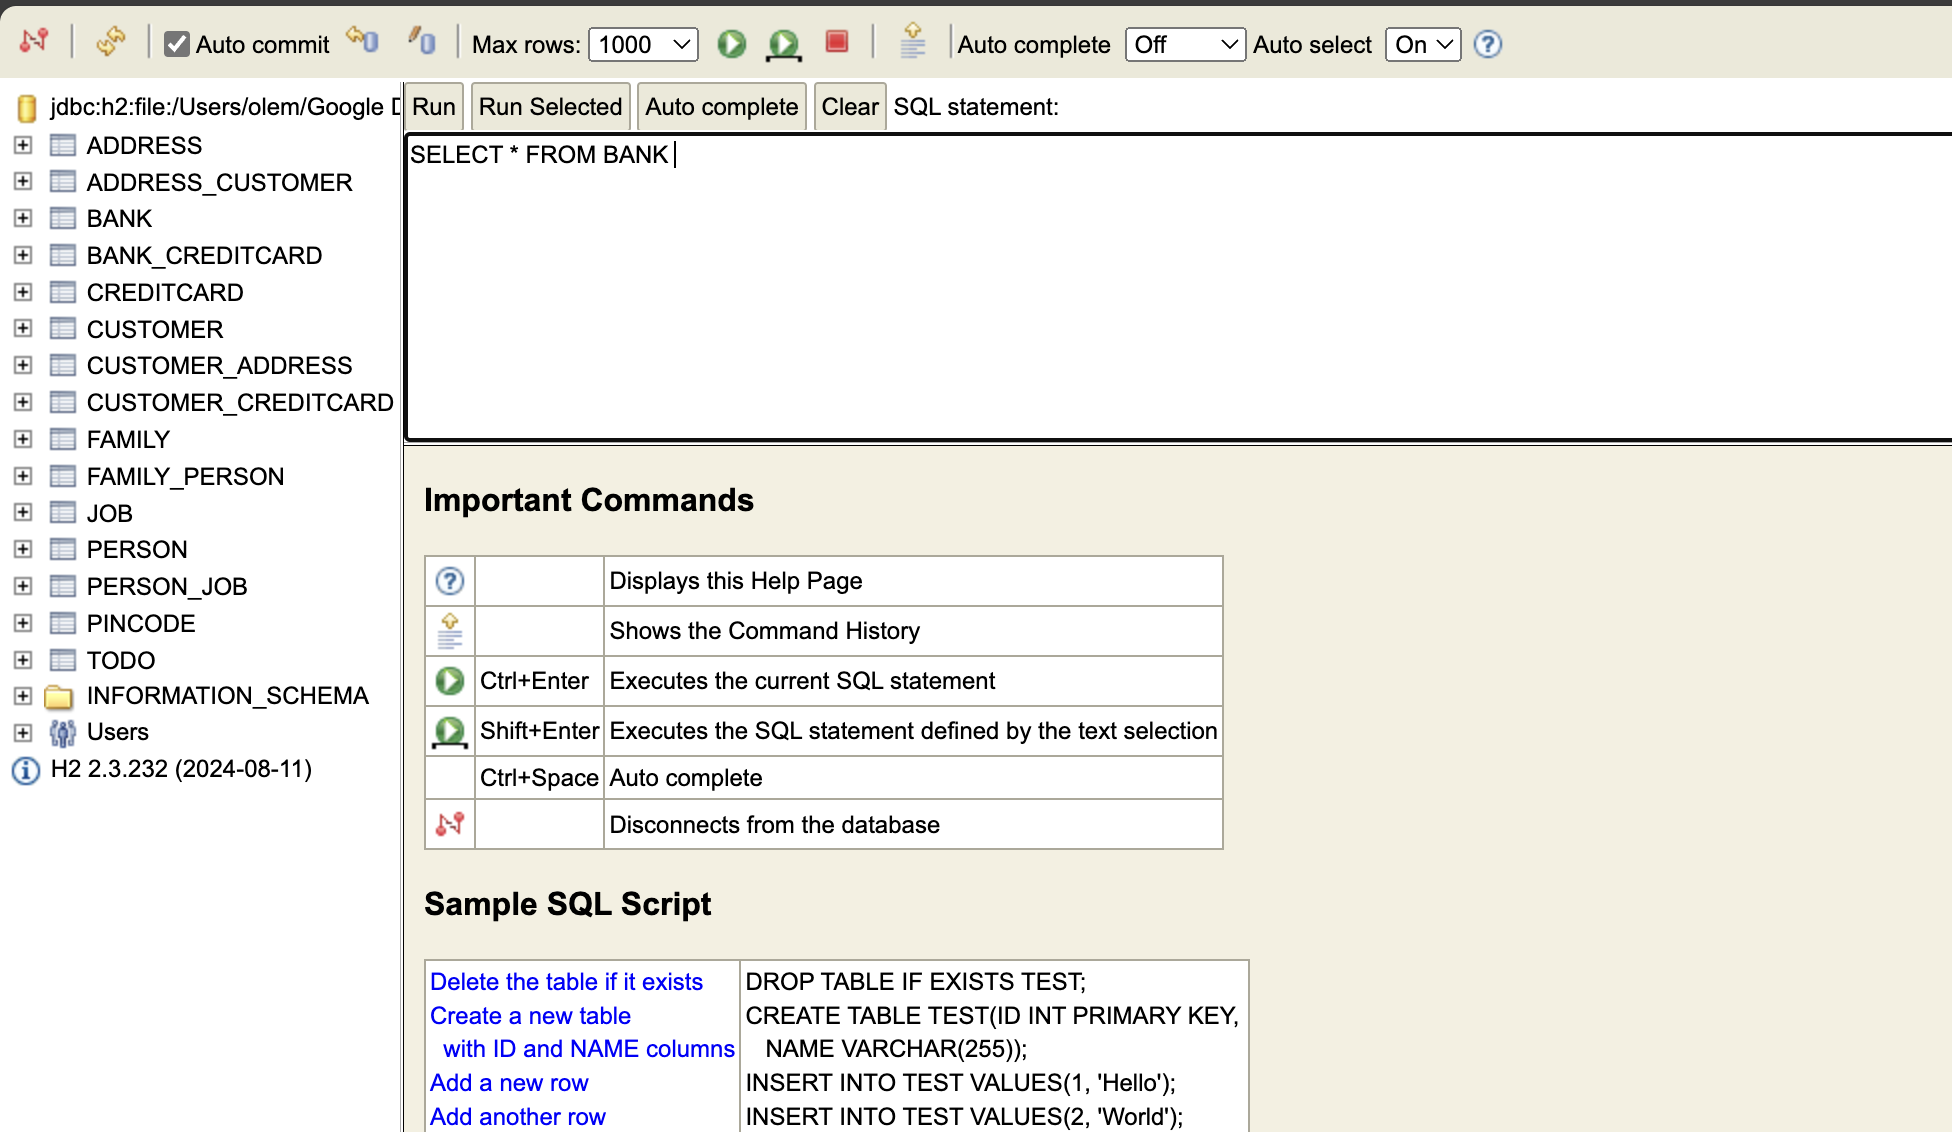 Auto commit Max rows: 1000 Auto complete Off Auto select On
jdbc:h2:file:/Users/olem/Google
ADDRESS
ADDRESS_CUSTOMER
BANK
BANK_CREDITCARD
CREDITCARD
CUSTOMER
CUSTOMER_ADDRESS
CUSTOMER_CREDITCARD
FAMILY
FAMILY_PERSON
JOB
PERSON
PERSON_JOB
PINCODE
TODO
INFORMATION_SCHEMA
Users
H2 2.3.232 (2024-08-11)
Run Run Selected Auto complete Clear SQL statement:
SELECT * FROM BANK
Important Commands
Displays this Help Page
Shows the Command History
Ctrl+Enter Executes the current SQL statement
Shift+Enter Executes the SQL statement defined by the text selection
Ctrl+Space Auto complete
Disconnects from the database
Sample SQL Script
Delete the table if it exists DROP TABLE IF EXISTS TEST;
Create a new table CREATE TABLE TEST(ID INT PRIMARY KEY,
with ID and NAME columns NAME VARCHAR(255));
Add a new row INSERT INTO TEST VALUES(1, 'Hello');
Add another row INSERT INTO TEST VALUES(2, 'World');